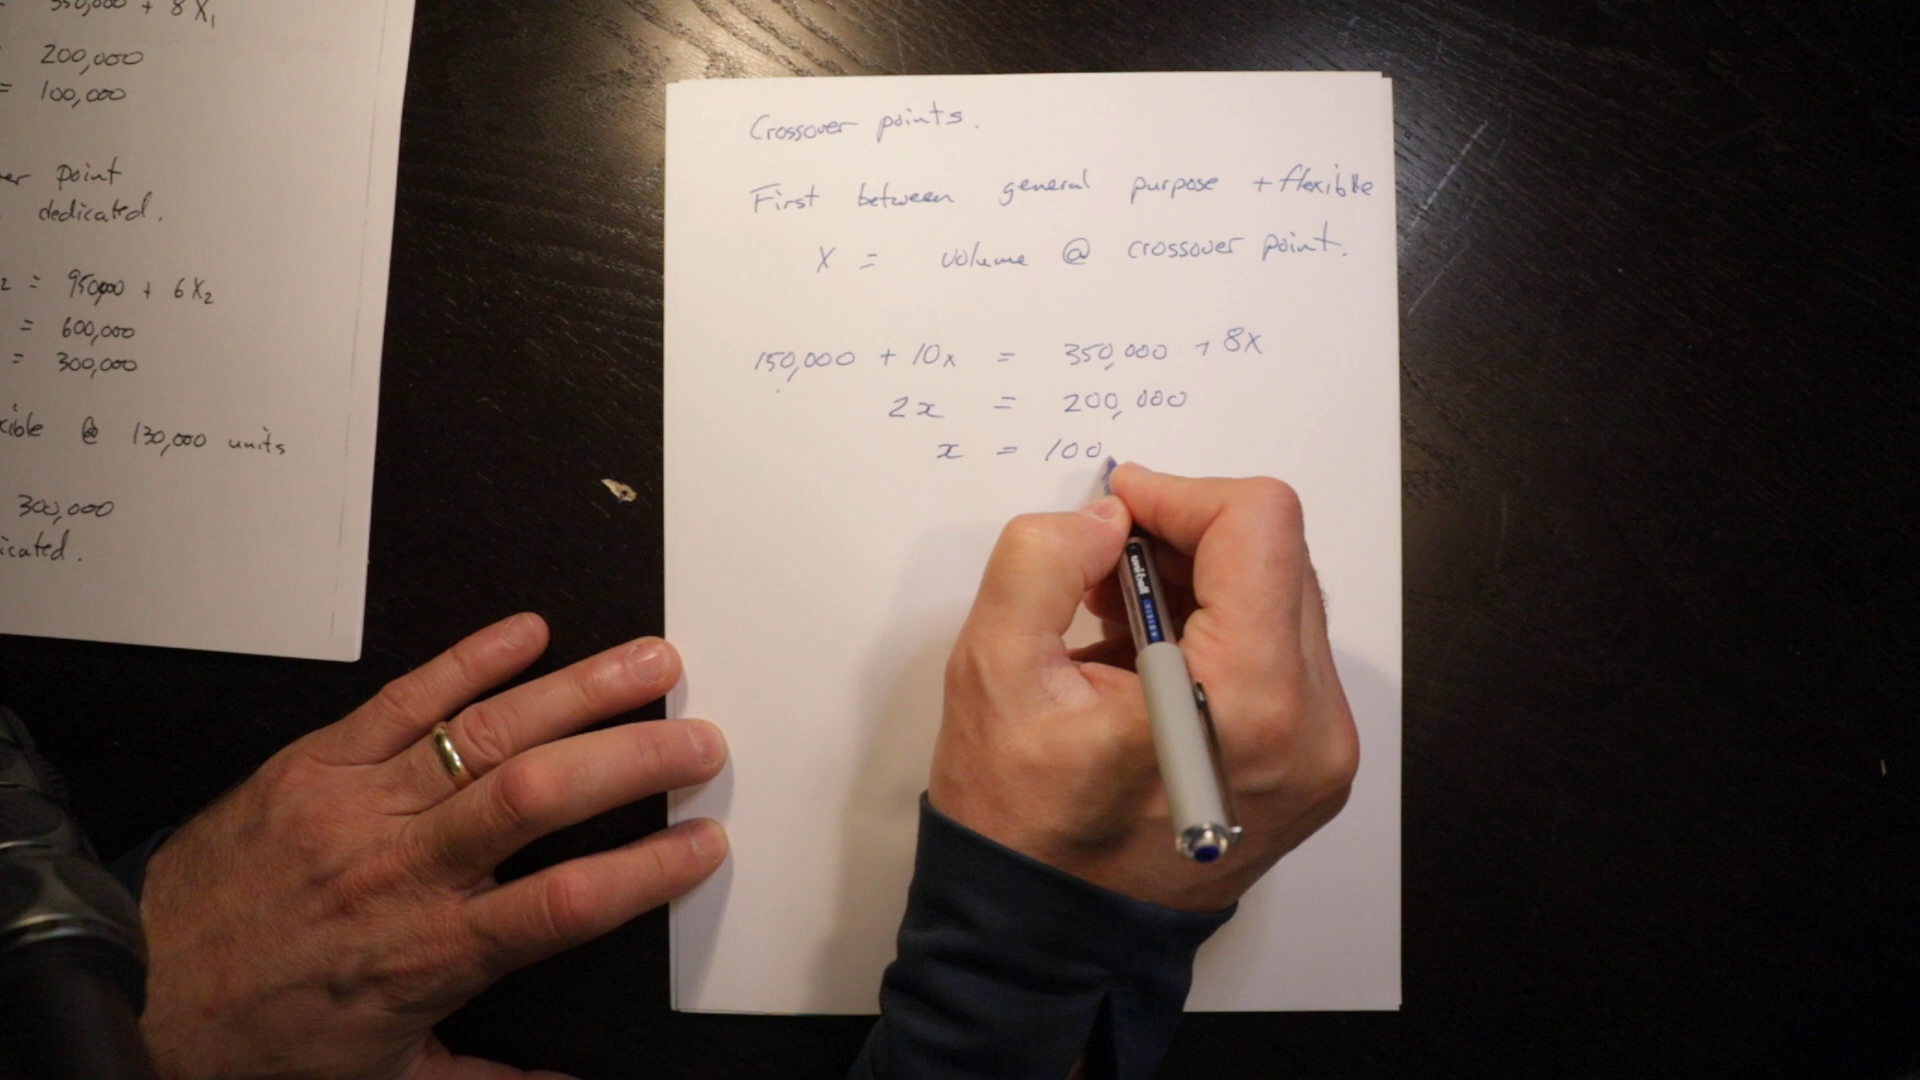 350,000 + 8X1
200,000
= 100,000
point
dedicated.
= 950,000 + 6X2
= 600,000
= 300,000
@ 130,000 units
300,000
Crossover points.
First between general purpose + flexible
X = volume @ crossover point.
150,000 + 10x = 350,000 + 8x
2x = 200,000
x = 100,
uniball VISION